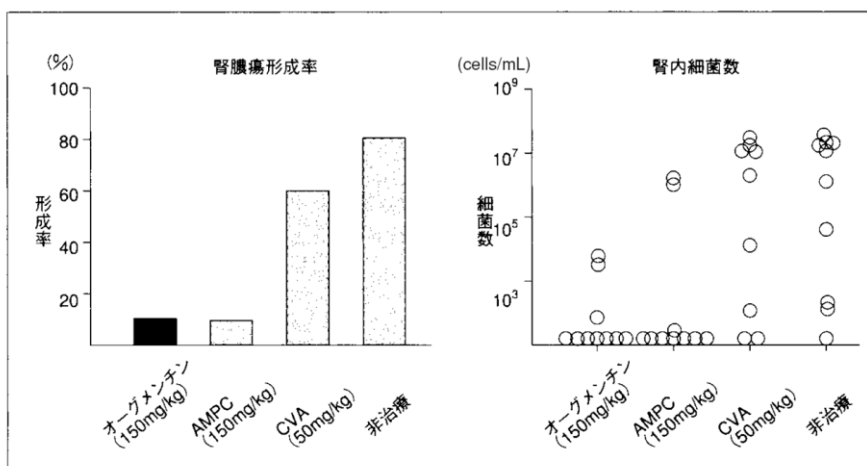 腎膿瘍形成率
(%)
100
80
60
40
20
形成率
オーグメンチン
(150mg/kg)
AMPC
(150mg/kg)
CVA
(50mg/kg)
非治療
腎内細菌数
(cells/mL)
10⁹
10⁷
10⁵
10³
細菌数
オーグメンチン
(150mg/kg)
AMPC
(150mg/kg)
CVA
(50mg/kg)
非治療